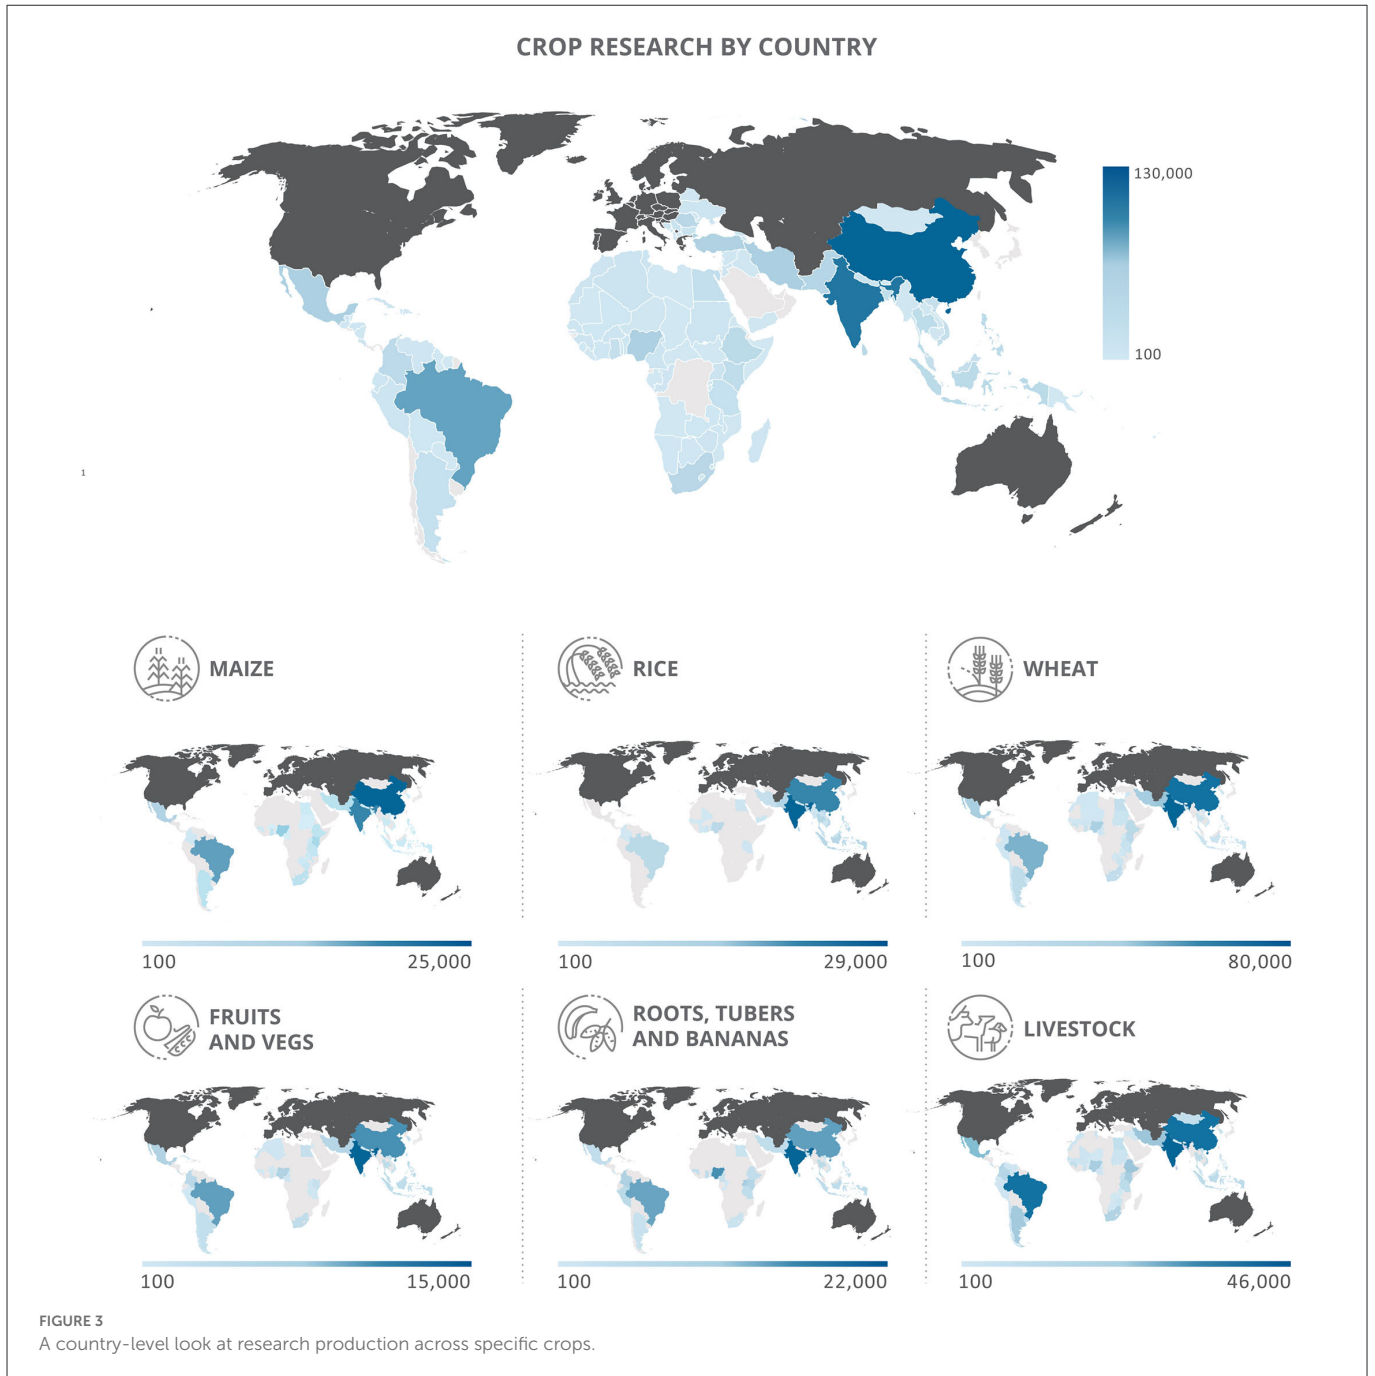 CROP RESEARCH BY COUNTRY
130,000
100
1
MAIZE
RICE
WHEAT
100 25,000
100 29,000
100 80,000
FRUITS
AND VEGS
ROOTS, TUBERS
AND BANANAS
LIVESTOCK
100 15,000
100 22,000
100 46,000
FIGURE 3
A country-level look at research production across specific crops.